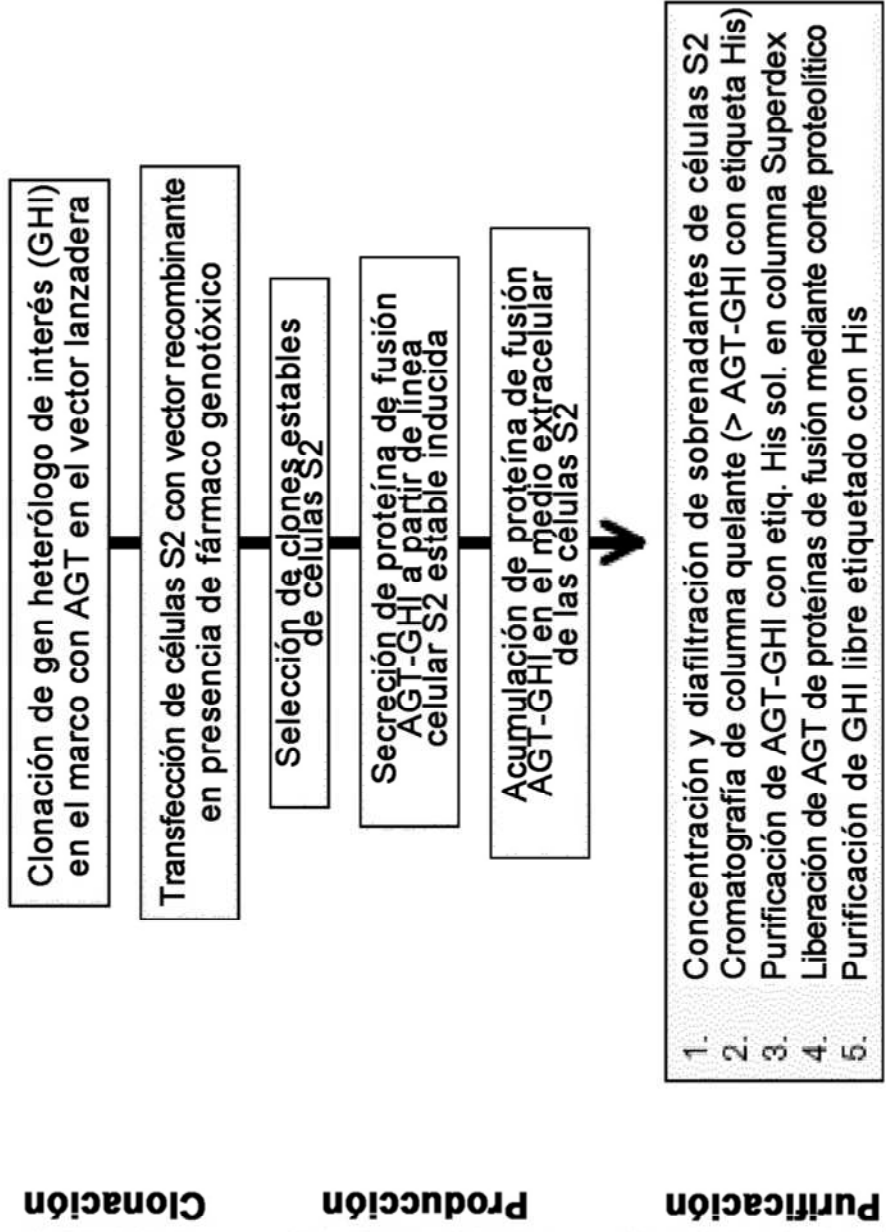 Clonación
Clonación de gen heterólogo de interés (GHI)
en el marco con AGT en el vector lanzadera
Transfección de células S2 con vector recombinante
en presencia de fármaco genotóxico
Producción
Selección de clones estables
de células S2
Secreción de proteína de fusión
AGT-GHI a partir de línea
celular S2 estable inducida
Acumulación de proteína de fusión
AGT-GHI en el medio extracelular
de las células S2
Purificación
1. Concentración y diafiltración de sobrenadantes de células S2
2. Cromatografía de columna quelante (> AGT-GHI con etiqueta His)
3. Purificación de AGT-GHI con etiq. His sol. en columna Superdex
4. Liberación de AGT de proteínas de fusión mediante corte proteolítico
5. Purificación de GHI libre etiquetado con His